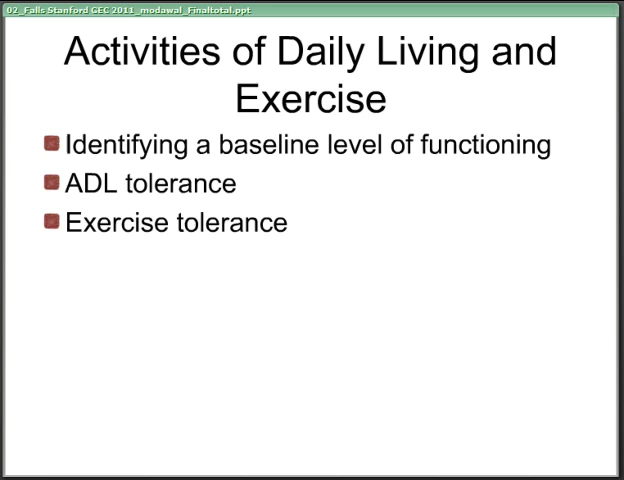 02_Falls Stanford GEC 2011_modawal_Finaltotal.ppt
Activities of Daily Living and
Exercise
Identifying a baseline level of functioning
ADL tolerance
Exercise tolerance